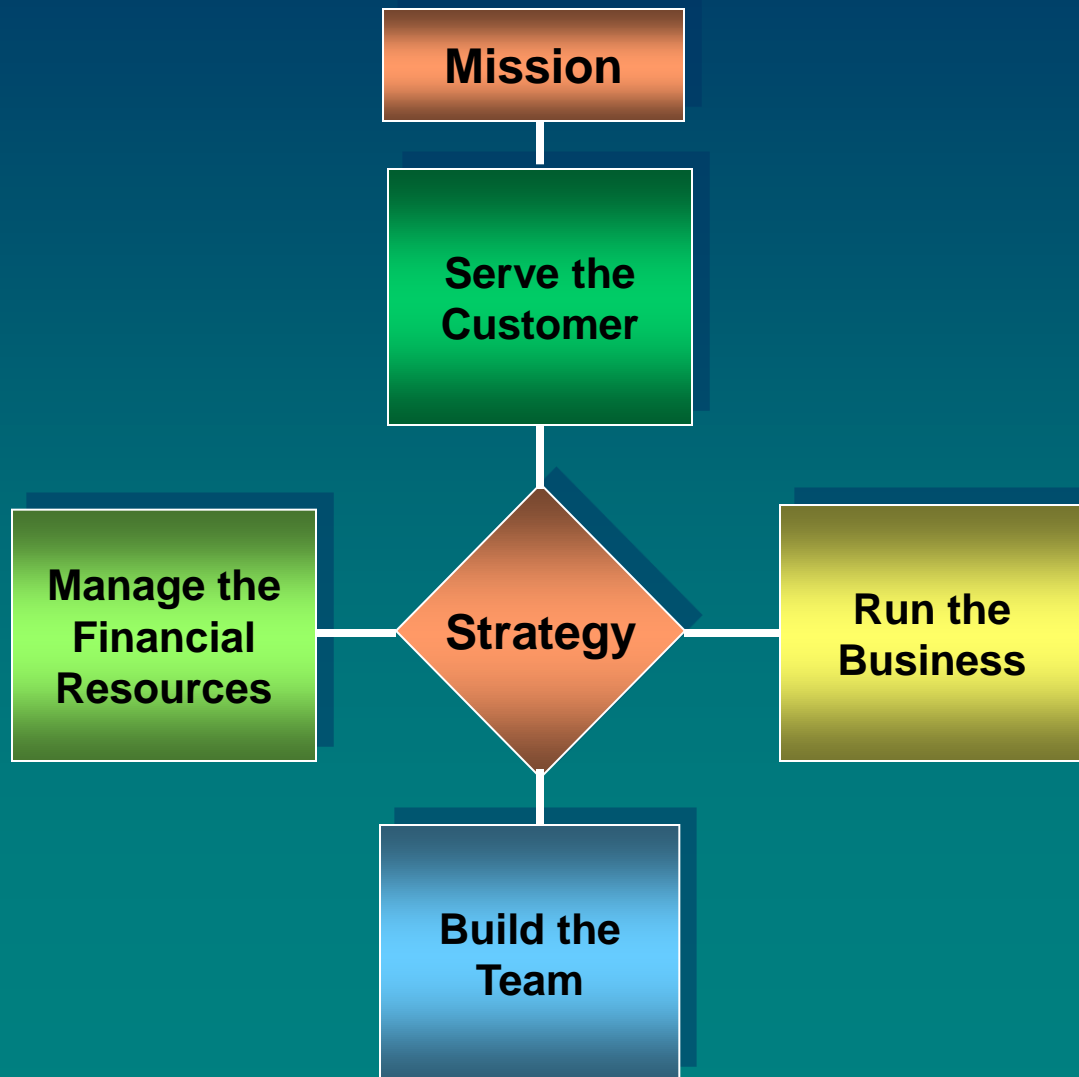 Mission
Serve the
Customer
Manage the
Financial
Resources
Strategy
Run the
Business
Build the
Team